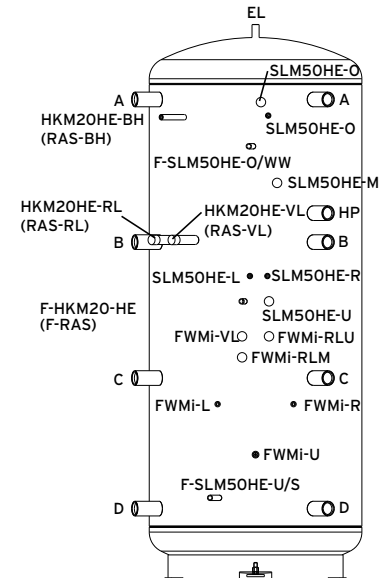 EL
SLM50HE-O
A
A
HKM20HE-BH
(RAS-BH)
SLM50HE-O
F-SLM50HE-O/WW
SLM50HE-M
HKM20HE-RL
(RAS-RL)
HKM20HE-VL
(RAS-VL)
HP
B
B
SLM50HE-L
SLM50HE-R
F-HKM20-HE
(F-RAS)
SLM50HE-U
FWMi-VL
FWMi-RLU
FWMi-RLM
C
C
FWMi-L
FWMi-R
FWMi-U
F-SLM50HE-U/S
D
D